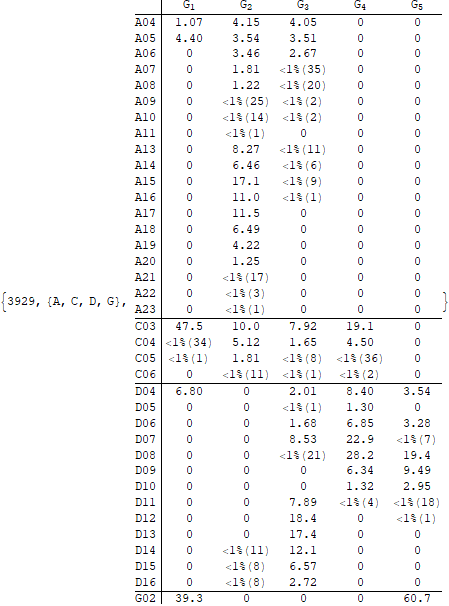 G1 G2 G3 G4 G5
A04 1.07 4.15 4.05 0 0
A05 4.40 3.54 3.51 0 0
A06 0 3.46 2.67 0 0
A07 0 1.81 <1%(35) 0 0
A08 0 1.22 <1%(20) 0 0
A09 0 <1%(25) <1%(2) 0 0
A10 0 <1%(14) <1%(2) 0 0
A11 0 <1%(1) 0 0 0
A13 0 8.27 <1%(11) 0 0
A14 0 6.46 <1%(6) 0 0
A15 0 17.1 <1%(9) 0 0
A16 0 11.0 <1%(1) 0 0
A17 0 11.5 0 0 0
A18 0 6.49 0 0 0
A19 0 4.22 0 0 0
A20 0 1.25 0 0 0
A21 0 <1%(17) 0 0 0
{3929, {A, C, D, G}, A22 0 <1%(3) 0 0 0 }
A23 0 <1%(1) 0 0 0
C03 47.5 10.0 7.92 19.1 0
C04 <1%(34) 5.12 1.65 4.50 0
C05 <1%(1) 1.81 <1%(8) <1%(36) 0
C06 0 <1%(11) <1%(1) <1%(2) 0
D04 6.80 0 2.01 8.40 3.54
D05 0 0 <1%(1) 1.30 0
D06 0 0 1.68 6.85 3.28
D07 0 0 8.53 22.9 <1%(7)
D08 0 0 <1%(21) 28.2 19.4
D09 0 0 0 6.34 9.49
D10 0 0 0 1.32 2.95
D11 0 0 7.89 <1%(4) <1%(18)
D12 0 0 18.4 0 <1%(1)
D13 0 0 17.4 0 0
D14 0 <1%(11) 12.1 0 0
D15 0 <1%(8) 6.57 0 0
D16 0 <1%(8) 2.72 0 0
G02 39.3 0 0 0 60.7